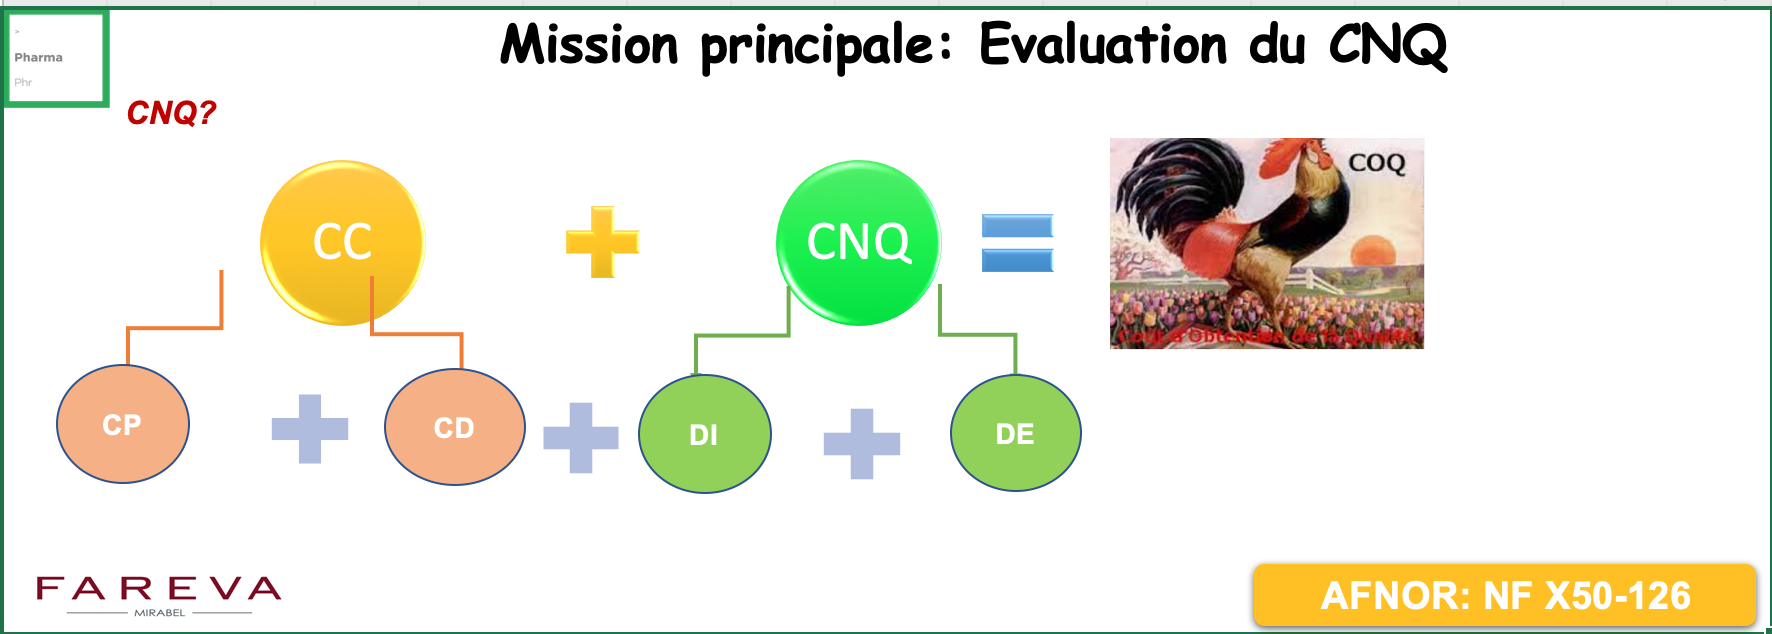 Mission principale: Evaluation du CNQ
>
Pharma
Phr
CNQ?
CC
CNQ
COQ
Coût d'Obtention de la Qualité
CP
CD
DI
DE
FAREVA
MIRABEL
AFNOR: NF X50-126